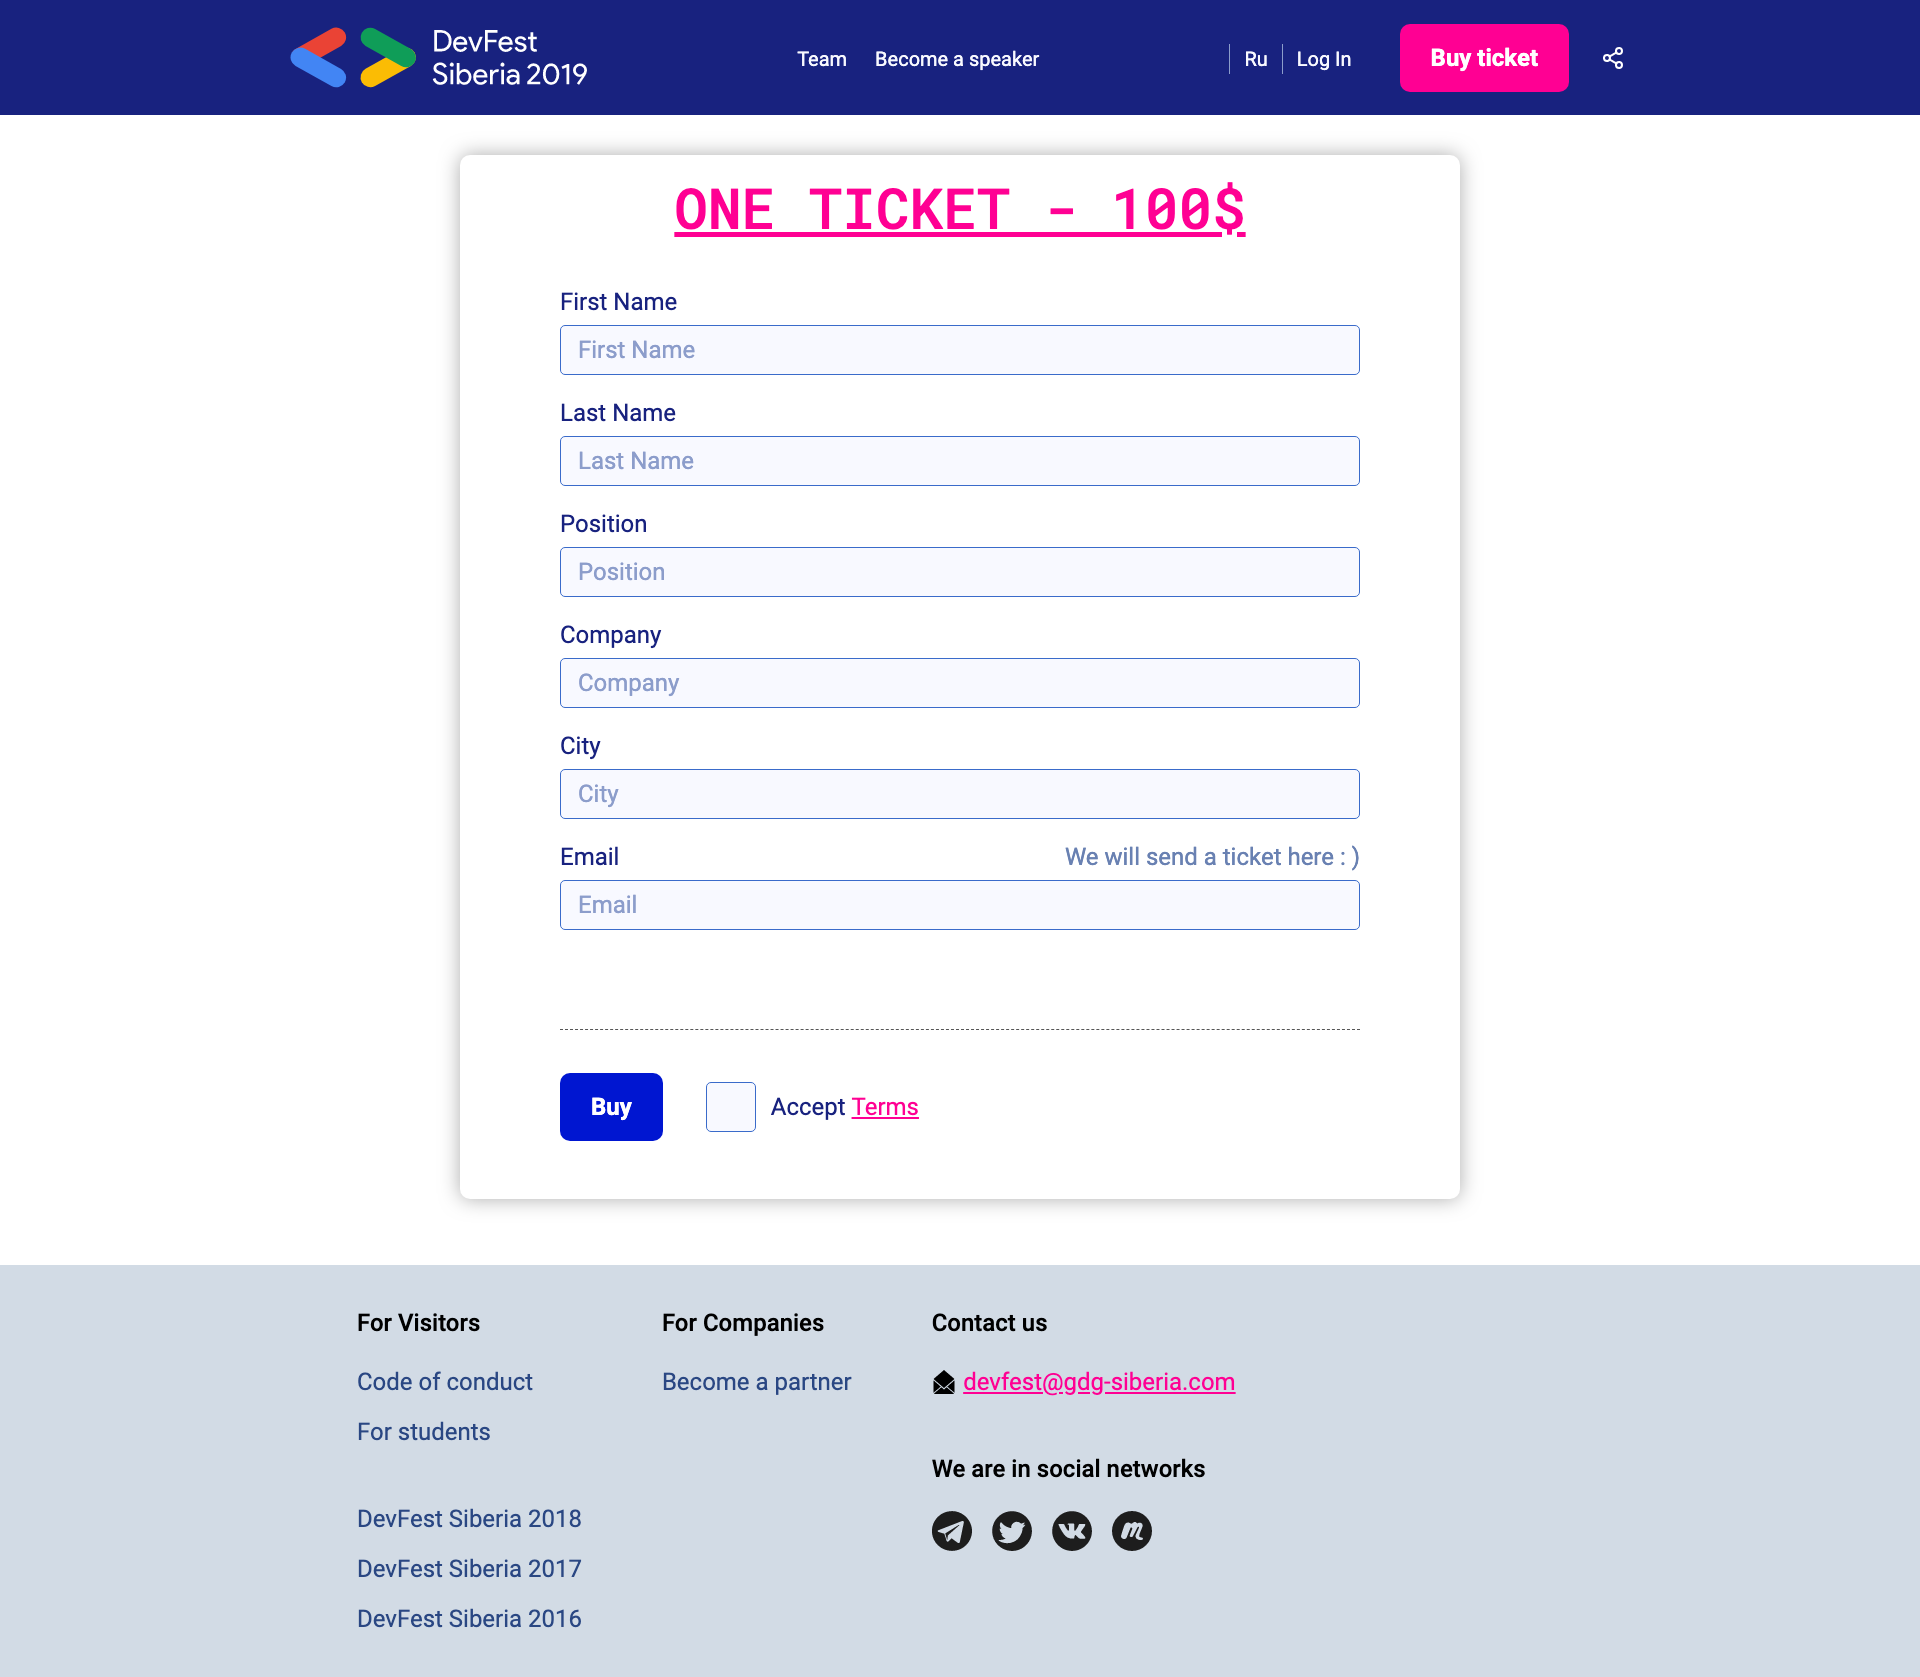 DevFest
Siberia 2019
Team
Become a speaker
Ru
Log In
Buy ticket
ONE TICKET - 100$
First Name
First Name
Last Name
Last Name
Position
Position
Company
Company
City
City
Email
We will send a ticket here : )
Email
Buy
Accept Terms
For Visitors
Code of conduct
For students
DevFest Siberia 2018
DevFest Siberia 2017
DevFest Siberia 2016
For Companies
Become a partner
Contact us
devfest@gdg-siberia.com
We are in social networks